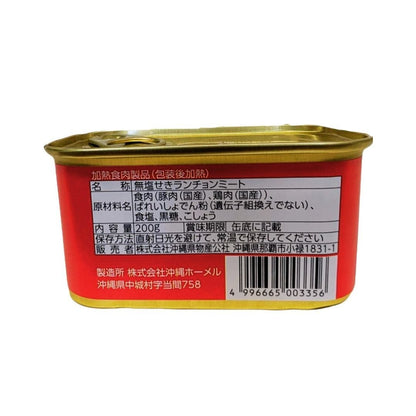 加熱食肉製品(包装後加熱)
名 称 無塩せきランチョンミート
原材料名 食肉(豚肉(国産)、鶏肉(国産))、
ばれいしょでん粉(遺伝子組換えでない)、
食塩、黒糖、こしょう
内 容 量 200g 賞味期限 缶底に記載
保存方法 直射日光を避けて、常温で保存してください
販 売 者 株式会社沖縄県物産公社 沖縄県那覇市小禄1831-1
製造所 株式会社沖縄ホーメル
沖縄県中城村字当間758
4 996665 003356